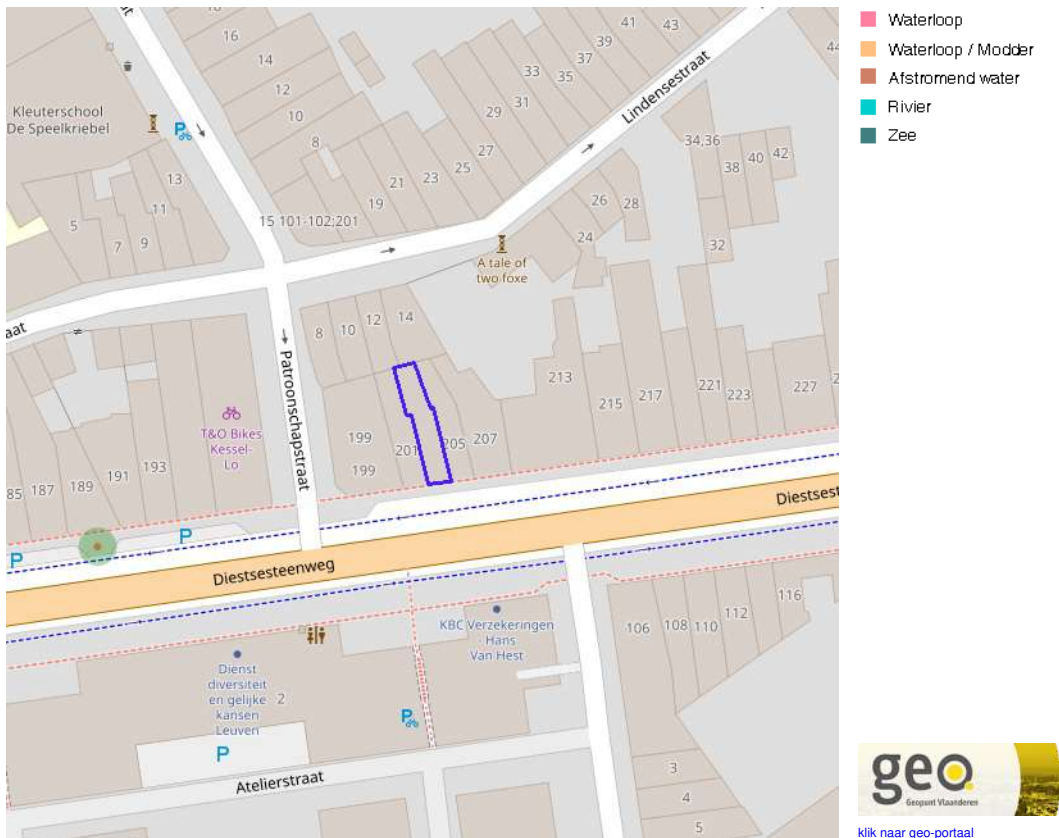 Waterloop
Waterloop / Modder
Afstromend water
Rivier
Zee
16
14
12
10
8
41
43
39
37
33
35
31
29
27
25
23
21
19
15 101-102;201
Lindensestraat
Kleuterschool
De Speelkriebel
P
13
11
5
7
9
34,36
38
40
42
44
26
28
24
32
A tale of
two foxe
aat
8
10
12
14
Patroonschapstraat
T&O Bikes
Kessel-
Lo
185
187
189
191
193
199
199
201
205
207
213
215
217
221
223
227
P
P
Diestsesteenweg
Diestsest
KBC Verzekeringen
- Hans
Van Hest
Dienst
diversiteit
en gelijke
kansen
Leuven
2
P
P
Atelierstraat
106
108
110
112
116
3
4
5
geo
Geopunt Vlaanderen
klik naar geo-portaal